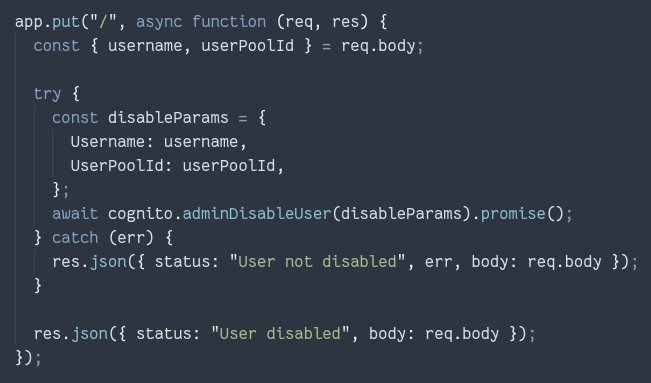 app.put("/", async function (req, res) {
  const { username, userPoolId } = req.body;

  try {
    const disableParams = {
      Username: username,
      UserPoolId: userPoolId,
    };
    await cognito.adminDisableUser(disableParams).promise();
  } catch (err) {
    res.json({ status: "User not disabled", err, body: req.body });
  }

  res.json({ status: "User disabled", body: req.body });
});